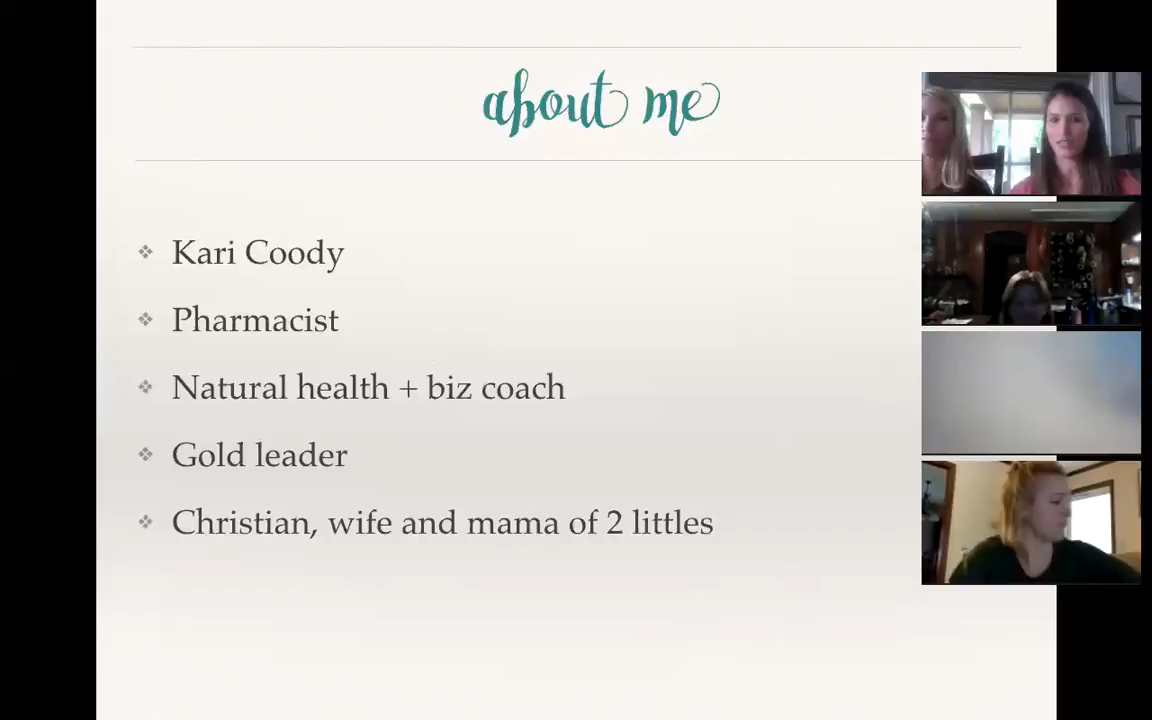 about me
Kari Coody
Pharmacist
Natural health + biz coach
Gold leader
Christian, wife and mama of 2 littles